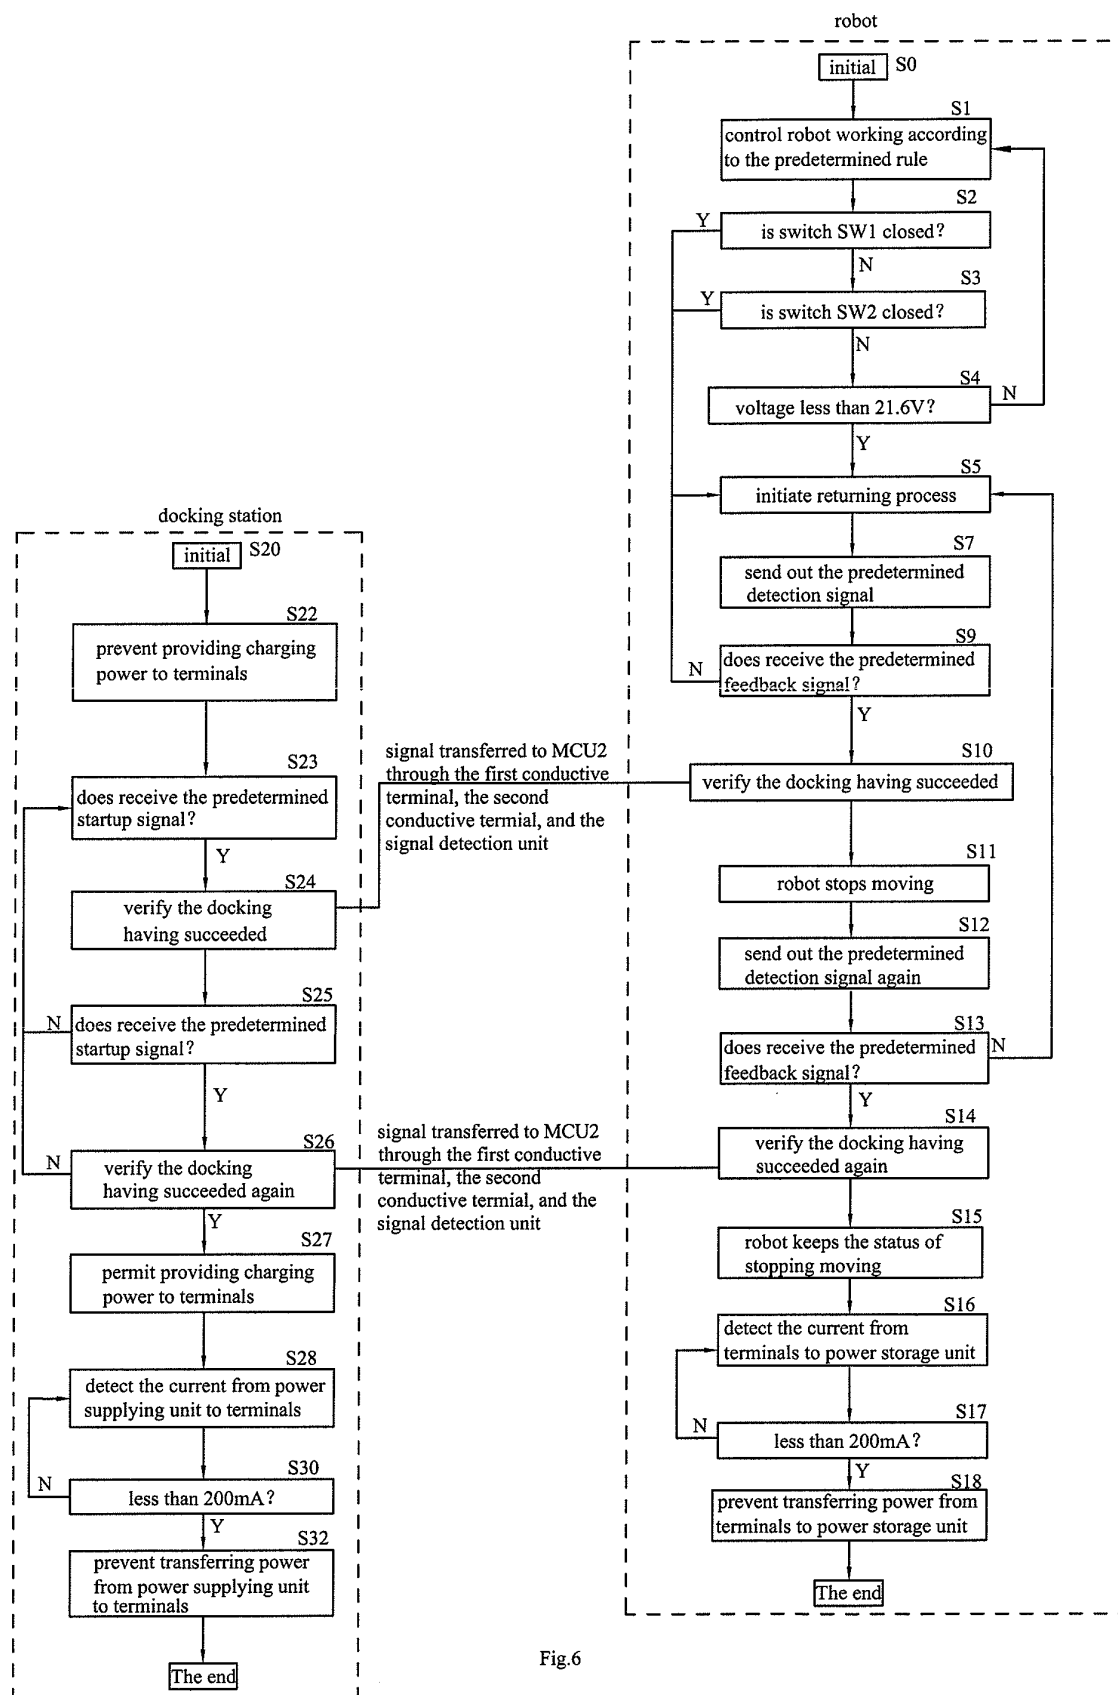 robot
initial S0
S1
control robot working according
to the predetermined rule
S2
Y
is switch SW1 closed?
N
S3
Y
is switch SW2 closed?
N
S4
voltage less than 21.6V?
N
Y
S5
initiate returning process
S7
send out the predetermined
detection signal
S9
does receive the predetermined
feedback signal?
N
Y
S10
verify the docking having succeeded
S11
robot stops moving
S12
send out the predetermined
detection signal again
S13
does receive the predetermined
feedback signal?
N
Y
S14
verify the docking having
succeeded again
S15
robot keeps the status of
stopping moving
S16
detect the current from
terminals to power storage unit
S17
N
less than 200mA?
Y
S18
prevent transferring power from
terminals to power storage unit
The end
signal transferred to MCU2
through the first conductive
terminal, the second
conductive termial, and the
signal detection unit
signal transferred to MCU2
through the first conductive
terminal, the second
conductive termial, and the
signal detection unit
docking station
initial S20
S22
prevent providing charging
power to terminals
S23
does receive the predetermined
startup signal?
Y
S24
verify the docking
having succeeded
S25
N
does receive the predetermined
startup signal?
Y
S26
N
verify the docking
having succeeded again
Y
S27
permit providing charging
power to terminals
S28
detect the current from power
supplying unit to terminals
S30
N
less than 200mA?
Y
S32
prevent transferring power
from power supplying unit
to terminals
The end
Fig.6